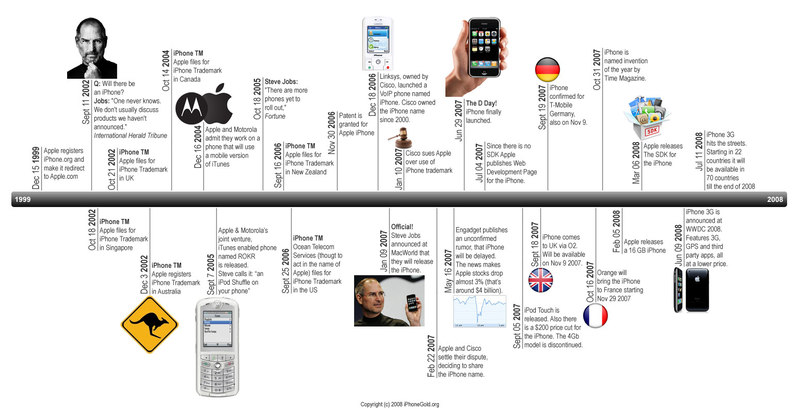 Dec 15 1999
Apple registers
iPhone.org and
make it redirect
to Apple.com
Sept 11 2002
Q: Will there be
an iPhone?
Jobs: "One never knows.
We don't usually discuss
products we haven't
announced."
International Herald Tribute
Oct 21 2002
iPhone TM
Apple files for
iPhone Trademark
in UK
Oct 14 2004
iPhone TM
Apple files for
iPhone Trademark
in Canada
Dec 16 2004
Apple and Motorola
admit they work on
a phone that will use
a mobile version
of iTunes
Oct 18 2005
Steve Jobs:
"There are more
phones yet to
roll out,"
Fortune
Sept 16 2006
iPhone TM
Apple files for
iPhone Trademark
in New Zealand
Nov 30 2006
Patent is
granted for
Apple iPhone
Dec 18 2006
Linksys, owned by
Cisco, launched a
VoIP phone named
iPhone. Cisco owned
the iPhone name
since 2000.
Jan 10 2007
Cisco sues Apple
over use of
iPhone trademark
Jun 29 2007
The D Day!
iPhone finally
launched.
Jul 04 2007
Since there is no
SDK Apple
publishes Web
Development Page
for the iPhone.
Sept 19 2007
iPhone
confirmed for
T-Mobile
Germany,
also on Nov 9.
Oct 31 2007
iPhone is
named invention
of the year by
Time Magazine.
SDK
Mar 06 2008
Apple releases
The SDK for
the iPhone
Jul 11 2008
iPhone 3G
hits the streets.
Starting in 22
countries it will
be available in
70 countries
till the end of 2008
1999
2008
Oct 18 2002
iPhone TM
Apple files for
iPhone Trademark
in Singapore
Dec 3 2002
iPhone TM
Apple registers
iPhone Trademark
in Australia
Sept 7 2005
Apple & Motorola's
joint venture,
iTunes enabled phone
named ROKR
is released.
Steve calls it: "an
iPod Shuffle on
your phone"
Sept 25 2006
iPhone TM
Ocean Telecom
Services (thougt to
act in the name of
Apple) files for
iPhone Trademark
in the US
Jan 09 2007
Official!
Steve Jobs
announced at
MacWorld that they
will release the
iPhone.
Feb 22 2007
Apple and Cisco
settle their dispute,
deciding to share
the iPhone name.
May 16 2007
Engadget publishes
an unconfirmed
rumor, that iPhone
will be delayed.
The news makes
Apple stocks drop
almost 3% (that's
around $4 billion).
Sept 05 2007
iPod Touch is
released. Also there
is a $200 price cut for
the iPhone. The 4Gb
model is discontinued.
Sept 18 2007
iPhone comes
to UK via O2.
Will be available
on Nov 9 2007.
Oct 16 2007
Orange will
bring the iPhone
to France starting
Nov 29 2007
Feb 05 2008
Apple releases
a 16 GB iPhone
Jun 09 2008
iPhone 3G is
announced at
WWDC 2008.
Features 3G,
GPS and third
party apps, all
at a lower price.
Copyright (c) 2008 iPhoneGold.org